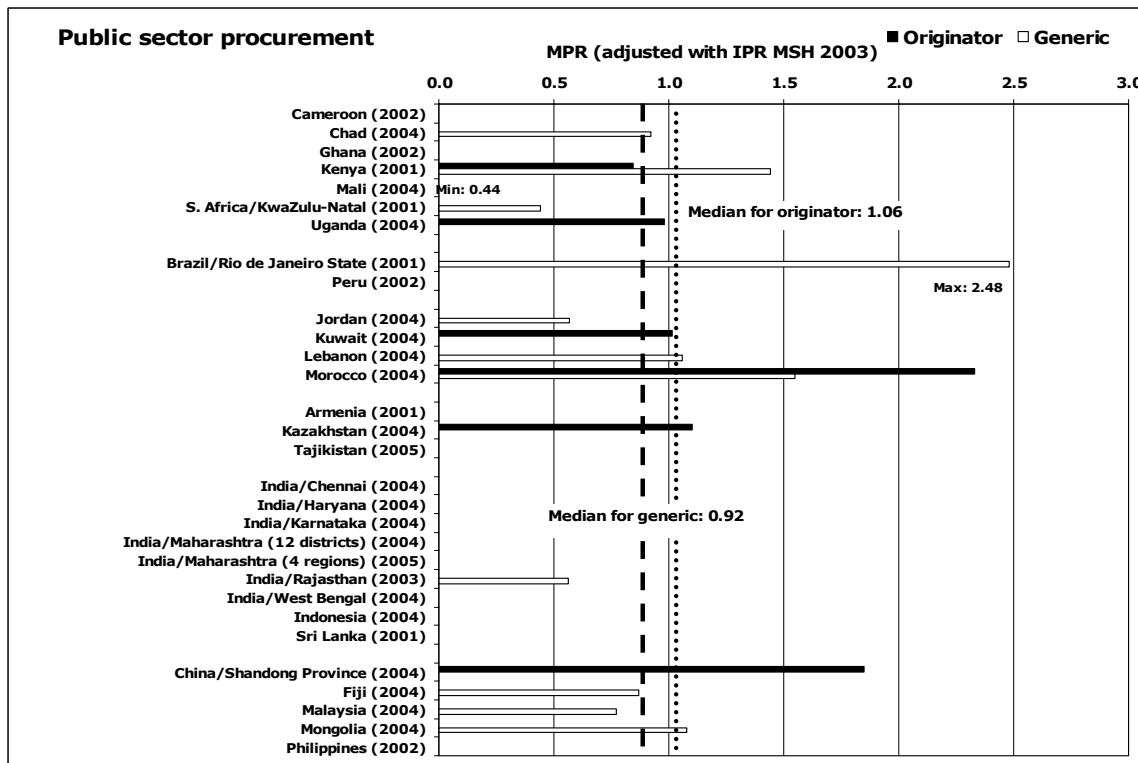 Public sector procurement
■ Originator □ Generic
MPR (adjusted with IPR MSH 2003)
0.0 0.5 1.0 1.5 2.0 2.5 3.0
Cameroon (2002)
Chad (2004)
Ghana (2002)
Kenya (2001)
Mali (2004) Min: 0.44
S. Africa/KwaZulu-Natal (2001)
Median for originator: 1.06
Uganda (2004)
Brazil/Rio de Janeiro State (2001)
Peru (2002)
Max: 2.48
Jordan (2004)
Kuwait (2004)
Lebanon (2004)
Morocco (2004)
Armenia (2001)
Kazakhstan (2004)
Tajikistan (2005)
India/Chennai (2004)
India/Haryana (2004)
Median for generic: 0.92
India/Karnataka (2004)
India/Maharashtra (12 districts) (2004)
India/Maharashtra (4 regions) (2005)
India/Rajasthan (2003)
India/West Bengal (2004)
Indonesia (2004)
Sri Lanka (2001)
China/Shandong Province (2004)
Fiji (2004)
Malaysia (2004)
Mongolia (2004)
Philippines (2002)